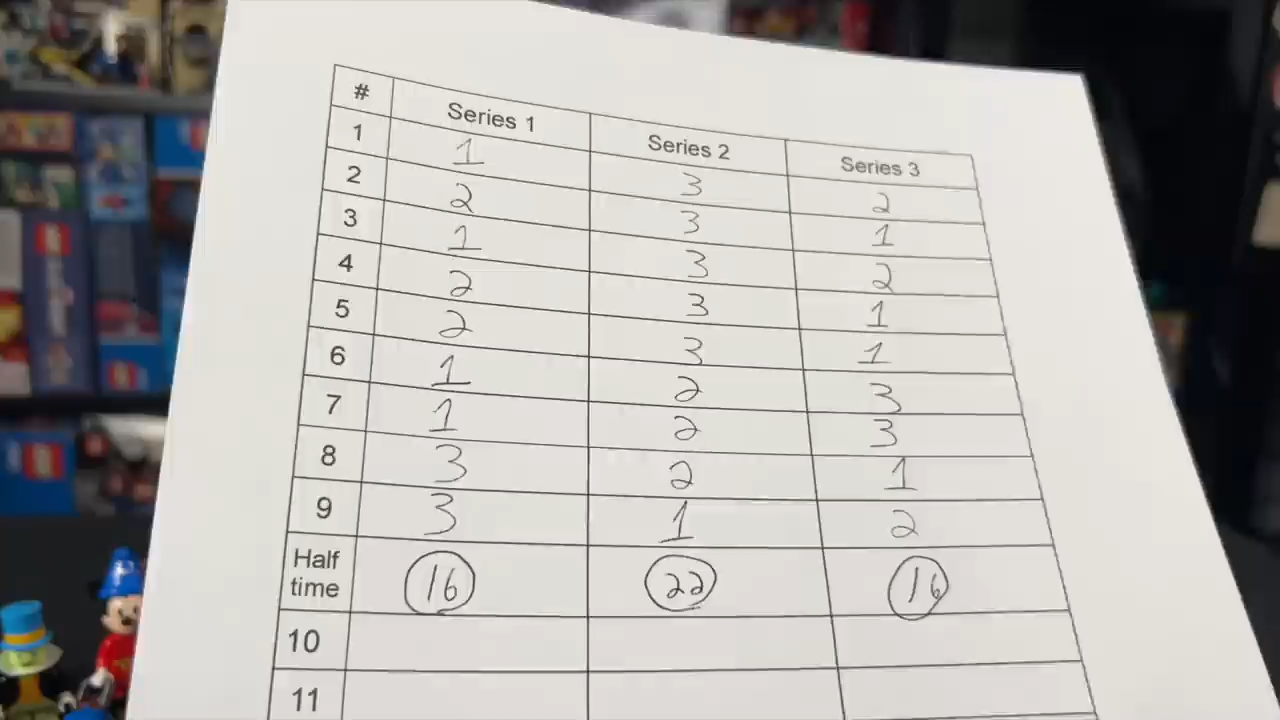 # Series 1 Series 2 Series 3
1 1 3 2
2 2 3 1
3 1 3 2
4 2 3 1
5 2 3 1
6 1 2 3
7 1 2 3
8 3 2 1
9 3 1 2
Half time 16 22 16
10
11